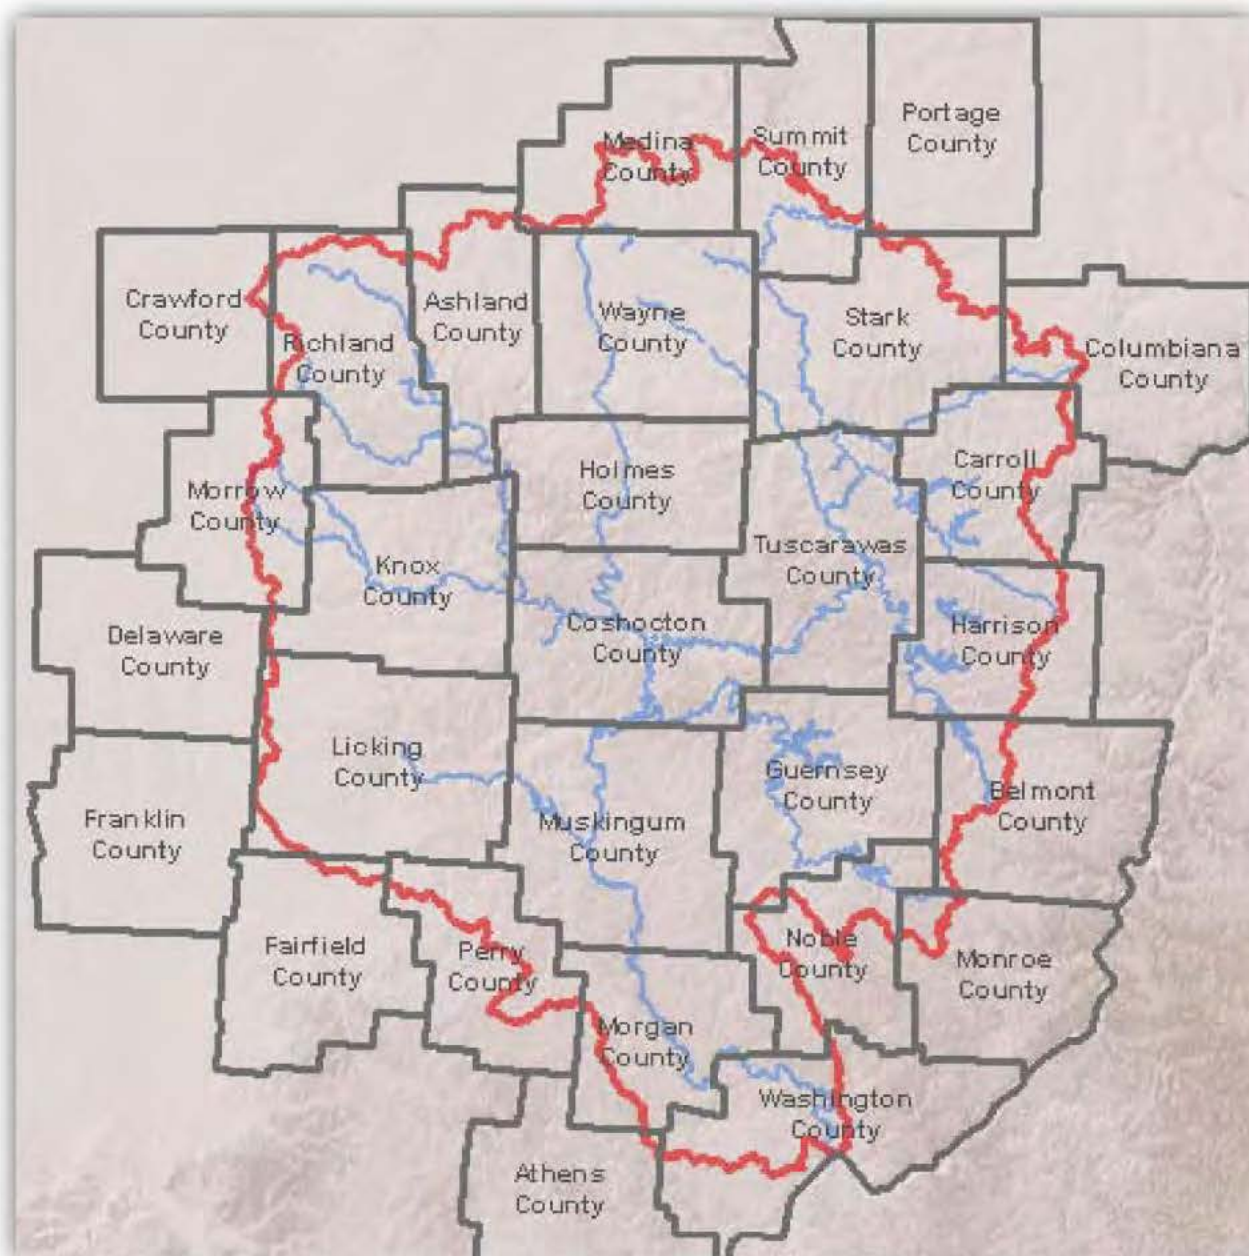 Portage
County
Summit
County
Medina
County
Crawford
County
Richland
County
Ashland
County
Wayne
County
Stark
County
Columbiana
County
Morrow
County
Holmes
County
Carroll
County
Knox
County
Tuscarawas
County
Delaware
County
Coshocton
County
Harrison
County
Licking
County
Guernsey
County
Belmont
County
Franklin
County
Muskingum
County
Fairfield
County
Perry
County
Noble
County
Monroe
County
Morgan
County
Washington
County
Athens
County